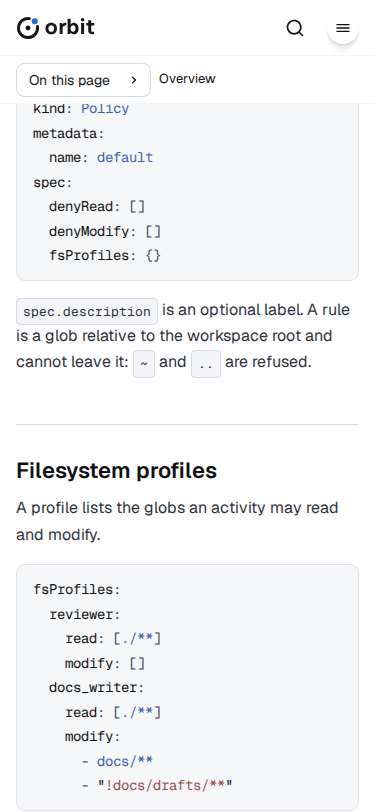 orbit
On this page
Overview
kind: Policy
metadata:
  name: default
spec:
  denyRead: []
  denyModify: []
  fsProfiles: {}
spec.description is an optional label. A rule
is a glob relative to the workspace root and
cannot leave it: ~ and .. are refused.
Filesystem profiles
A profile lists the globs an activity may read
and modify.
fsProfiles:
  reviewer:
    read: [./**]
    modify: []
  docs_writer:
    read: [./**]
    modify:
      - docs/**
      - "!docs/drafts/**"